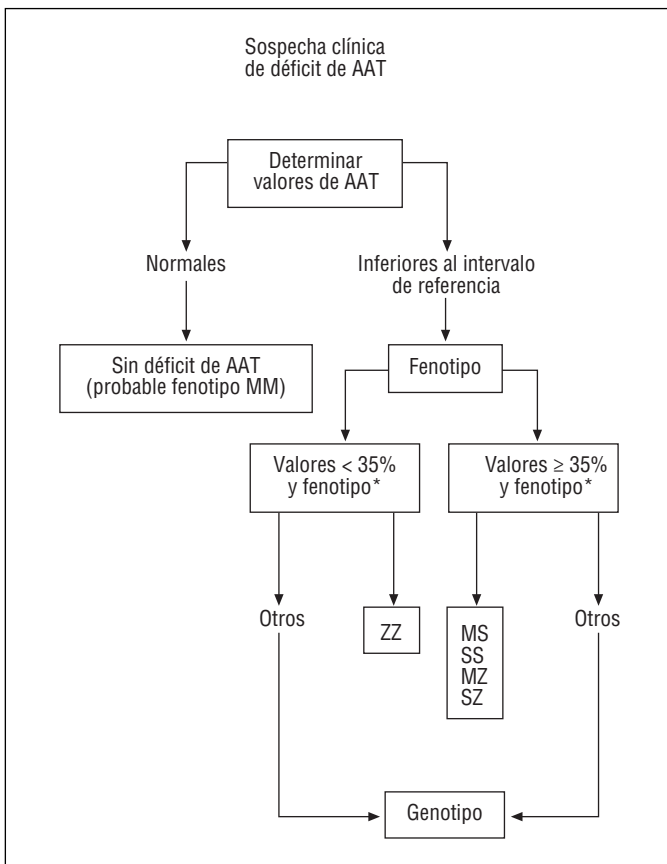 Sospecha clínica
de déficit de AAT
Determinar
valores de AAT
Normales
Inferiores al intervalo
de referencia
Sin déficit de AAT
(probable fenotipo MM)
Fenotipo
Valores < 35%
y fenotipo*
Valores ≥ 35%
y fenotipo*
Otros
ZZ
MS
SS
MZ
SZ
Otros
Genotipo